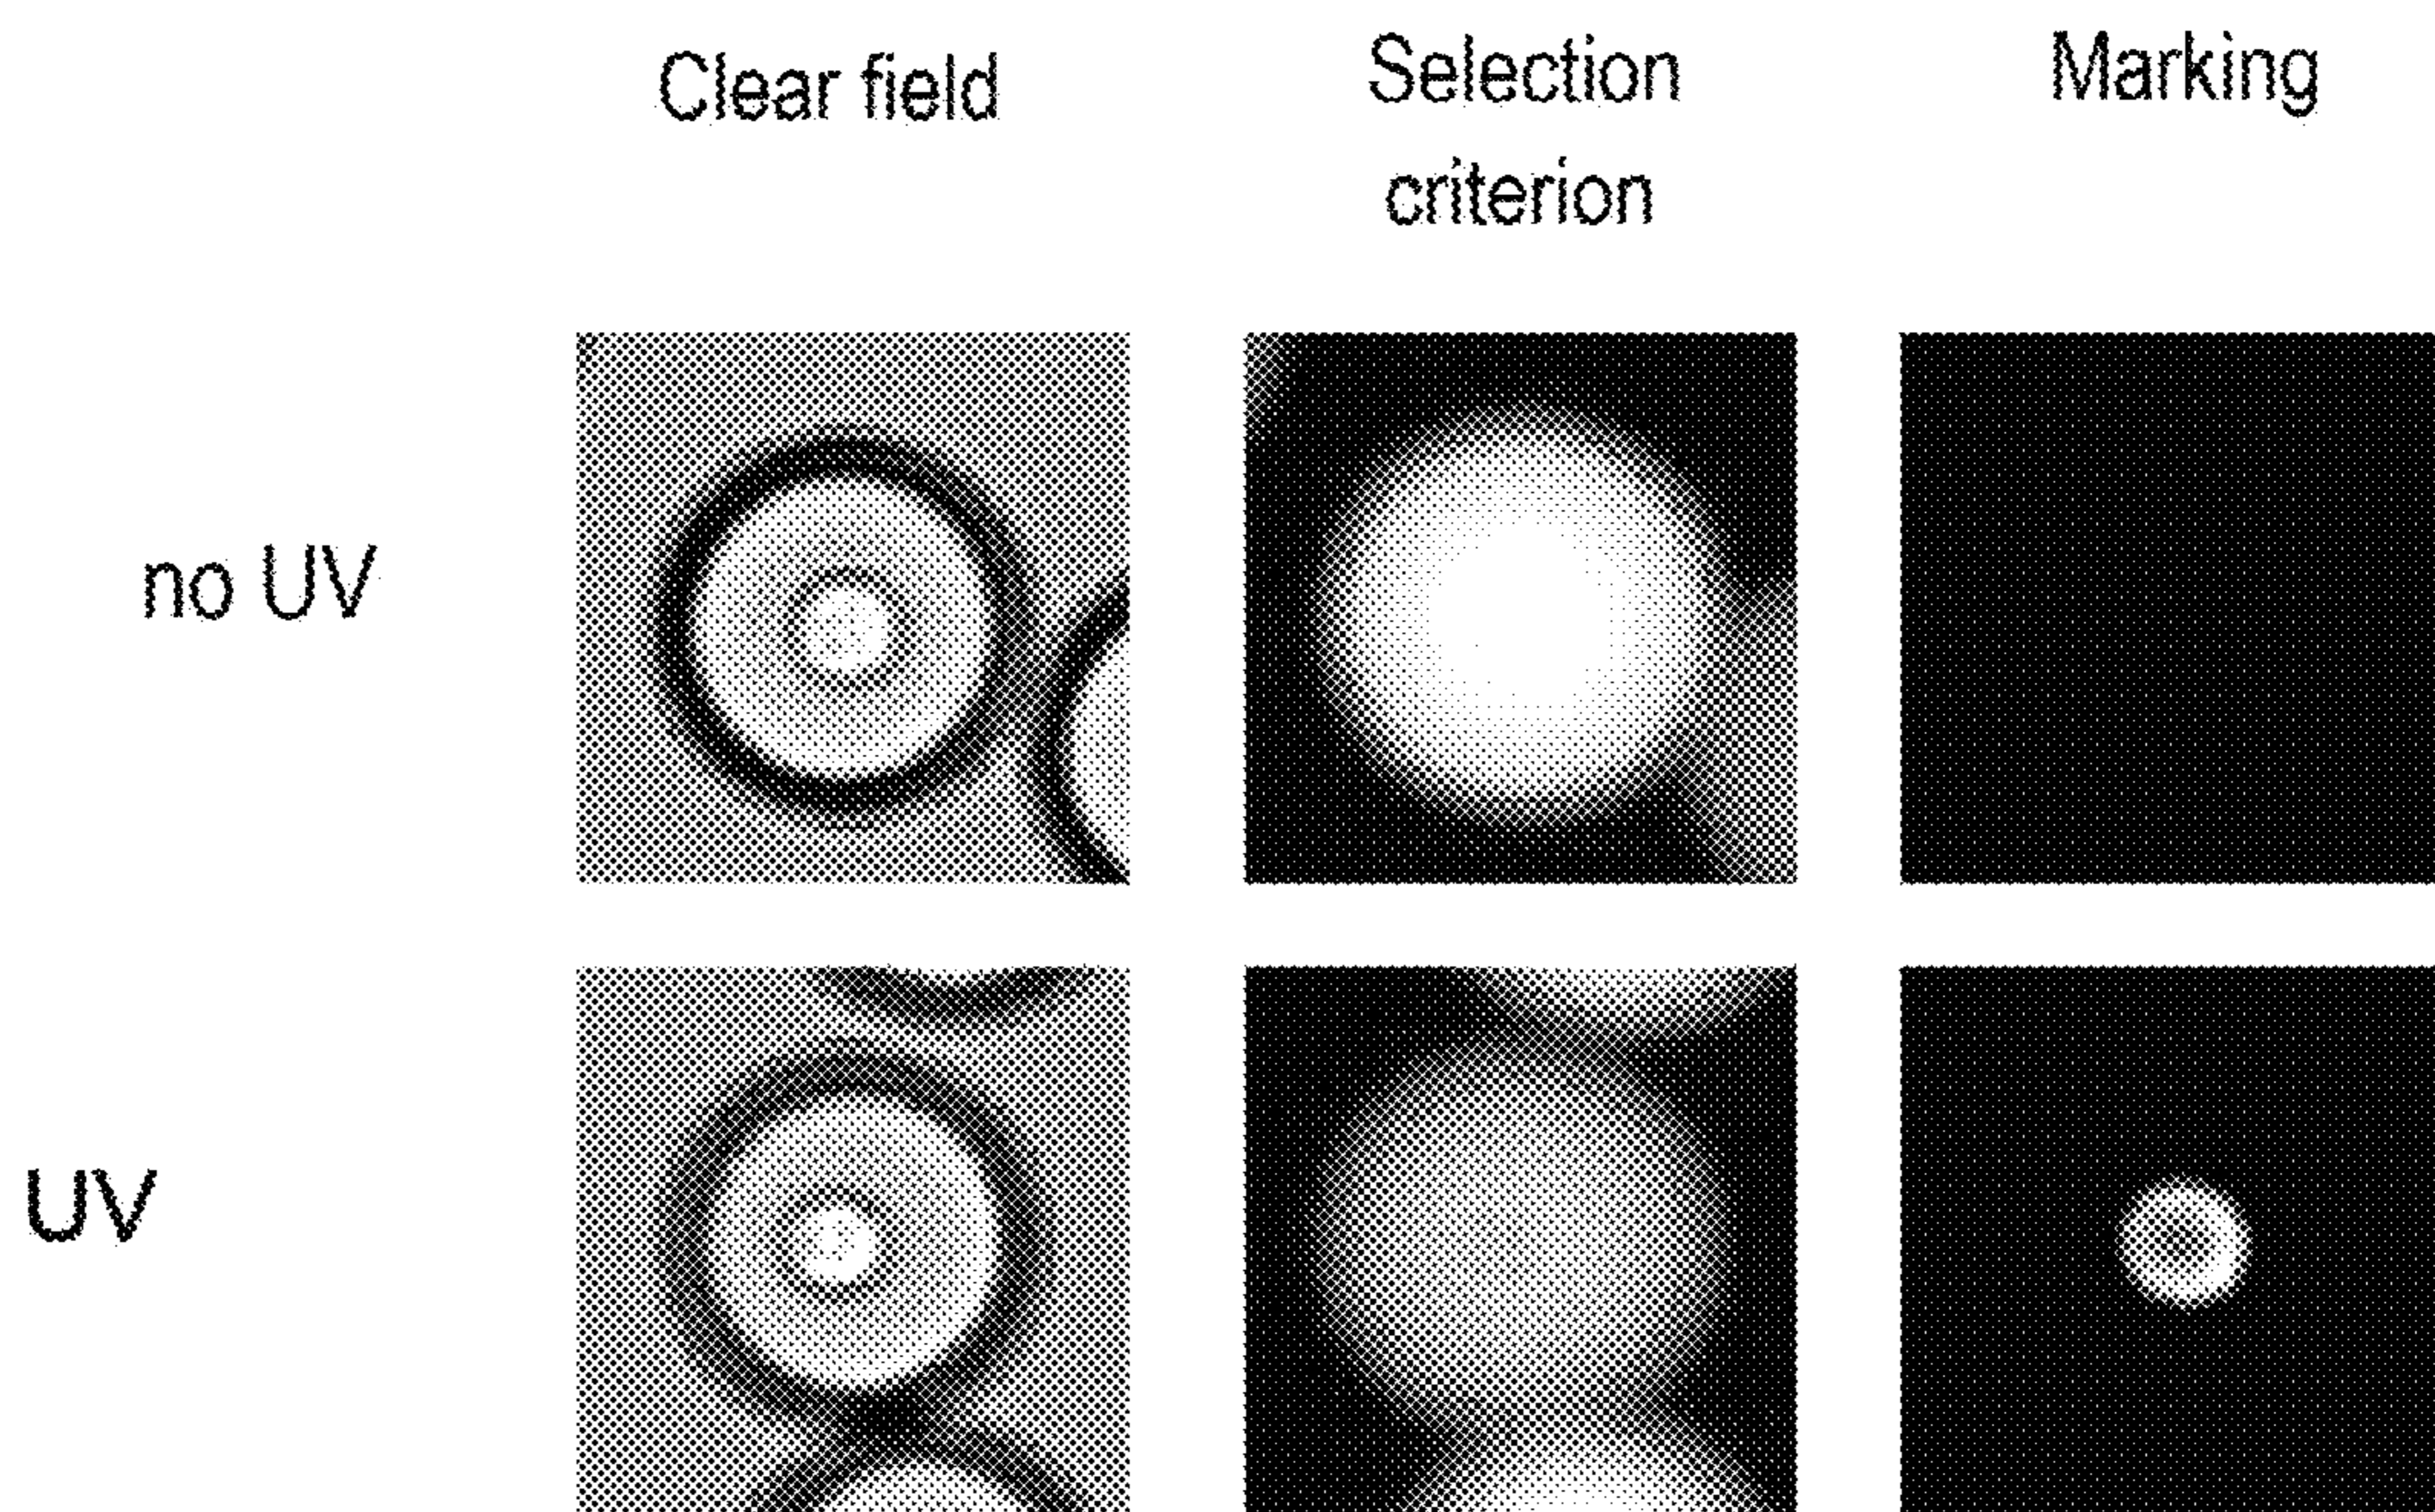 Clear field
Selection
criterion
Marking
no UV
UV